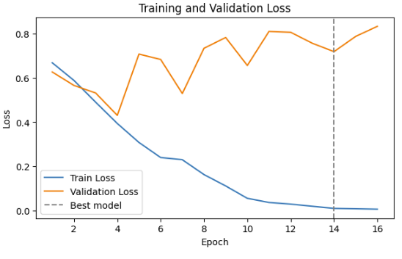 Training and Validation Loss
Loss
0.8
0.6
0.4
0.2
0.0
Train Loss
Validation Loss
Best model
2 4 6 8 10 12 14 16
Epoch